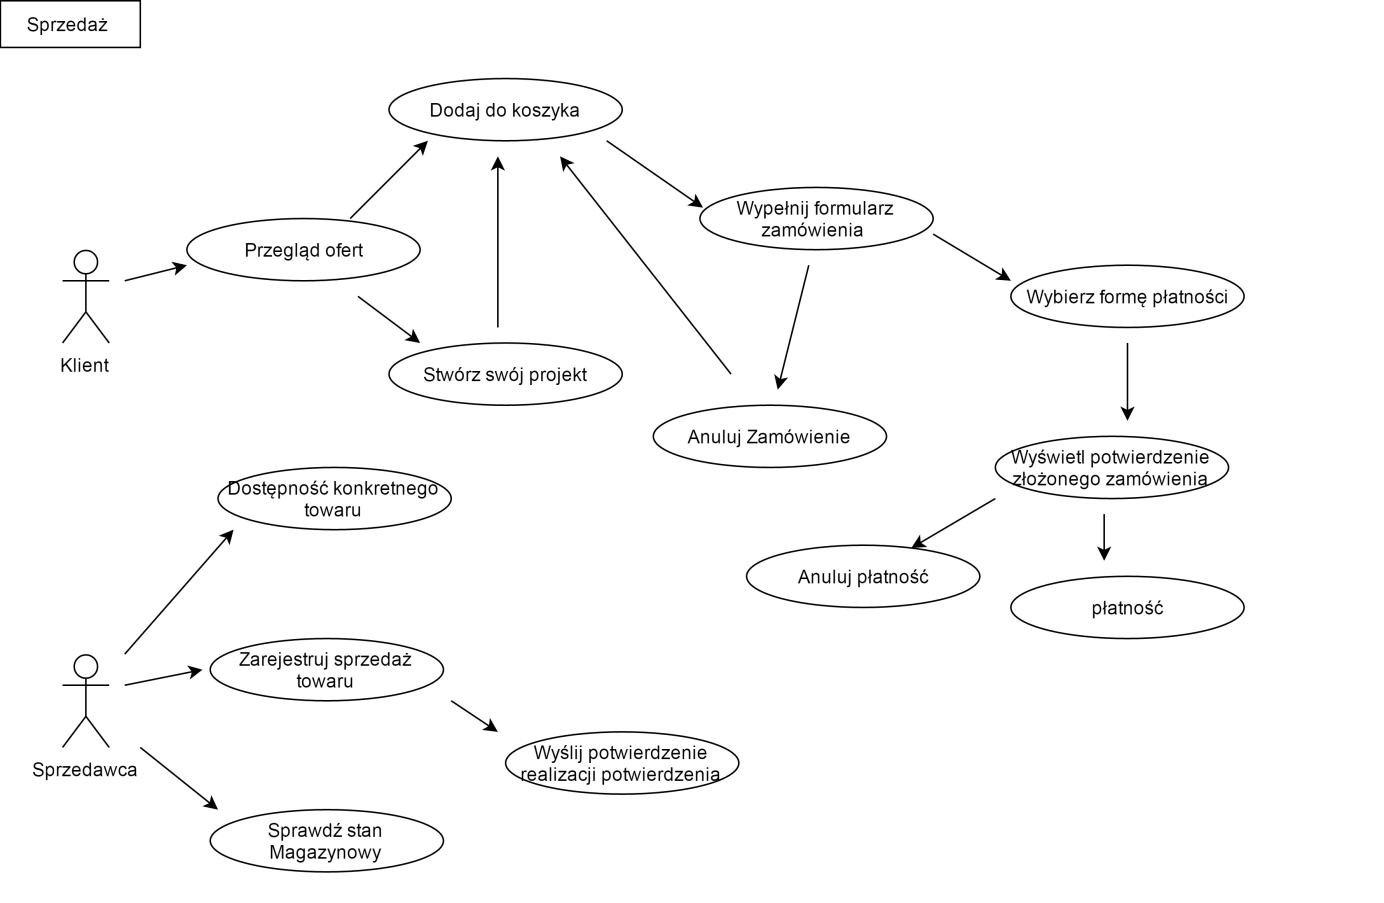 Sprzedaż
Dodaj do koszyka
Wypełnij formularz
zamówienia
Przegląd ofert
Wybierz formę płatności
Klient
Stwórz swój projekt
Anuluj Zamówienie
Wyświetl potwierdzenie
złożonego zamówienia
Dostępność konkretnego
towaru
Anuluj płatność
płatność
Zarejestruj sprzedaż
towaru
Sprzedawca
Wyślij potwierdzenie
realizacji potwierdzenia
Sprawdź stan
Magazynowy